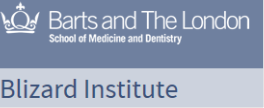 Barts and The London
School of Medicine and Dentistry
Blizard Institute